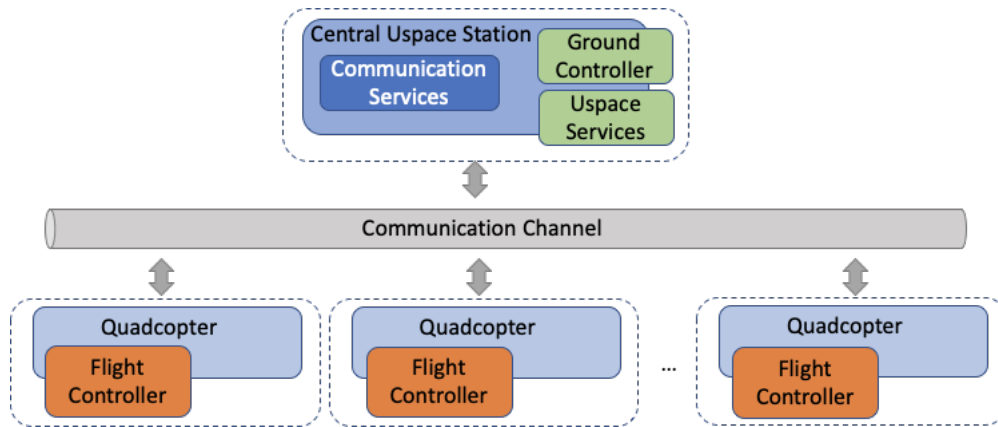 Central Uspace Station
Communication
Services
Ground
Controller
Uspace
Services
Communication Channel
Quadcopter
Flight
Controller
Quadcopter
Flight
Controller
...
Quadcopter
Flight
Controller